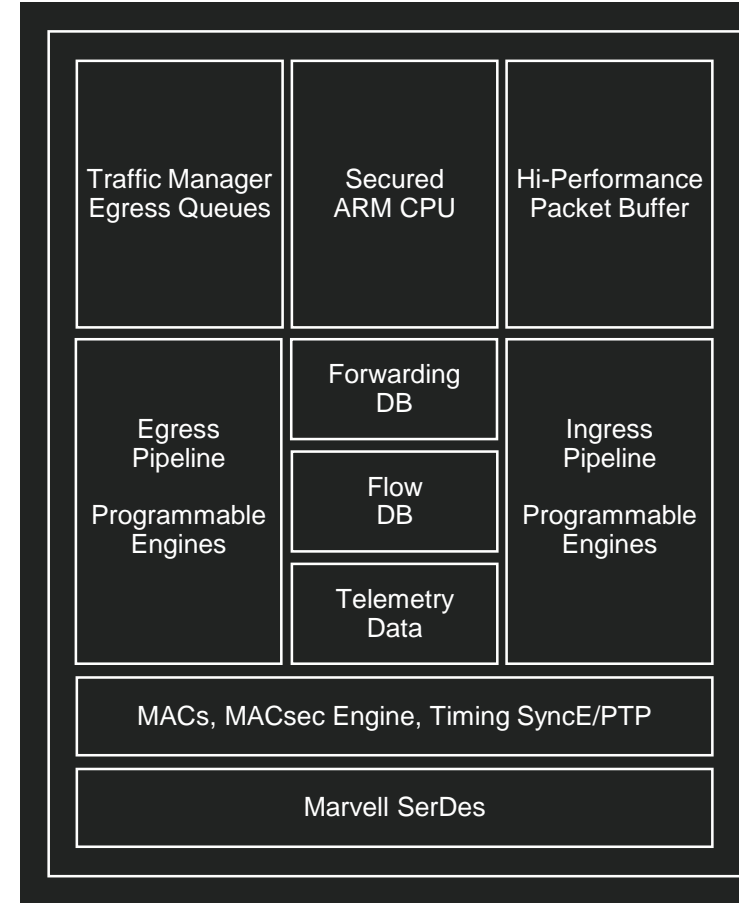 Traffic Manager
Egress Queues
Secured
ARM CPU
Hi-Performance
Packet Buffer
Egress
Pipeline
Programmable
Engines
Forwarding
DB
Flow
DB
Telemetry
Data
Ingress
Pipeline
Programmable
Engines
MACs, MACsec Engine, Timing SyncE/PTP
Marvell SerDes